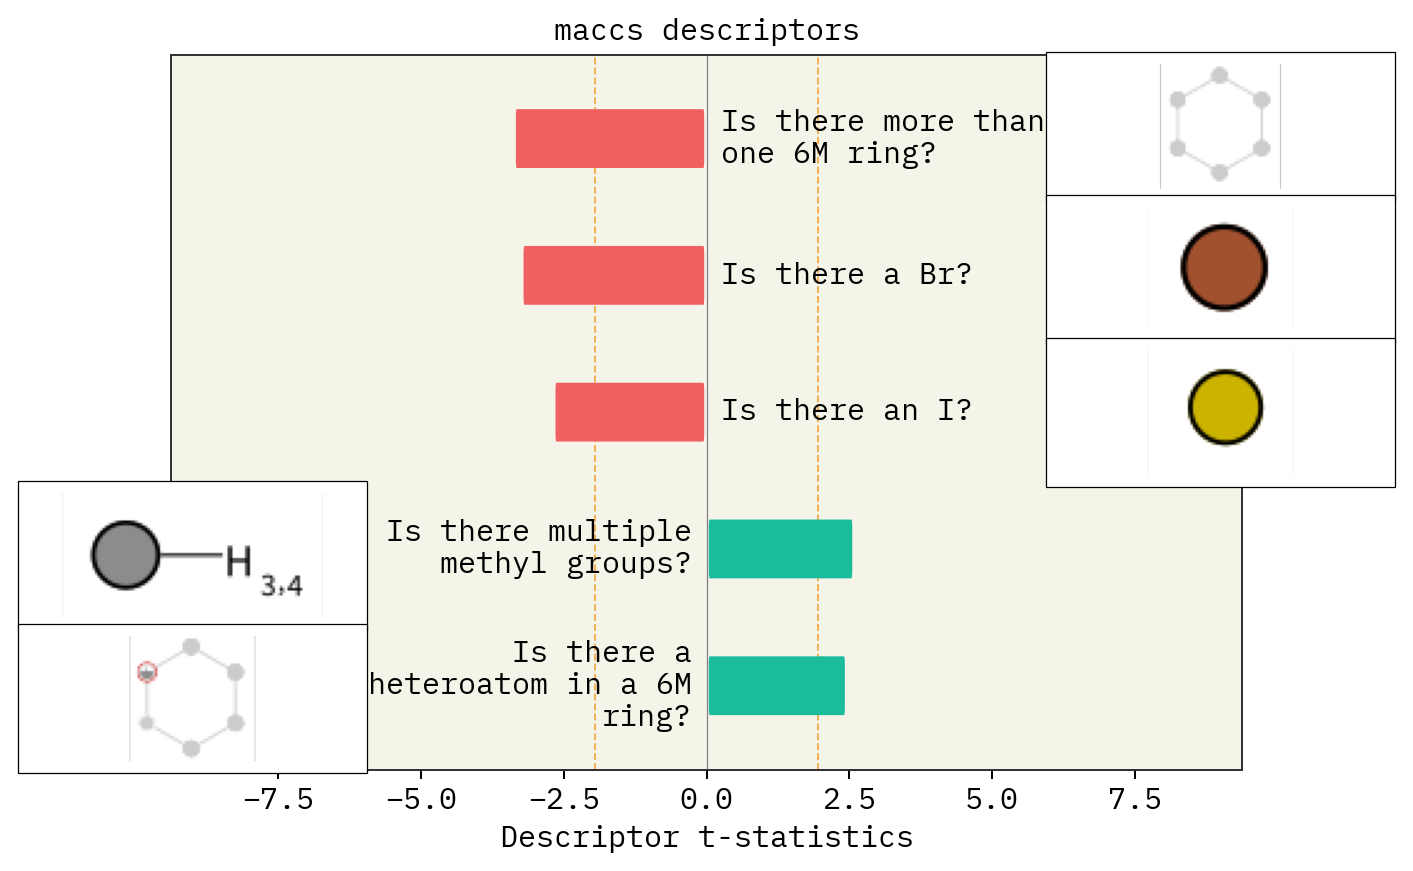 maccs descriptors
Is there more than
one 6M ring?
Is there a Br?
Is there an I?
Is there multiple
methyl groups?
H 3,4
Is there a
heteroatom in a 6M
ring?
−7.5 −5.0 −2.5 0.0 2.5 5.0 7.5
Descriptor t-statistics